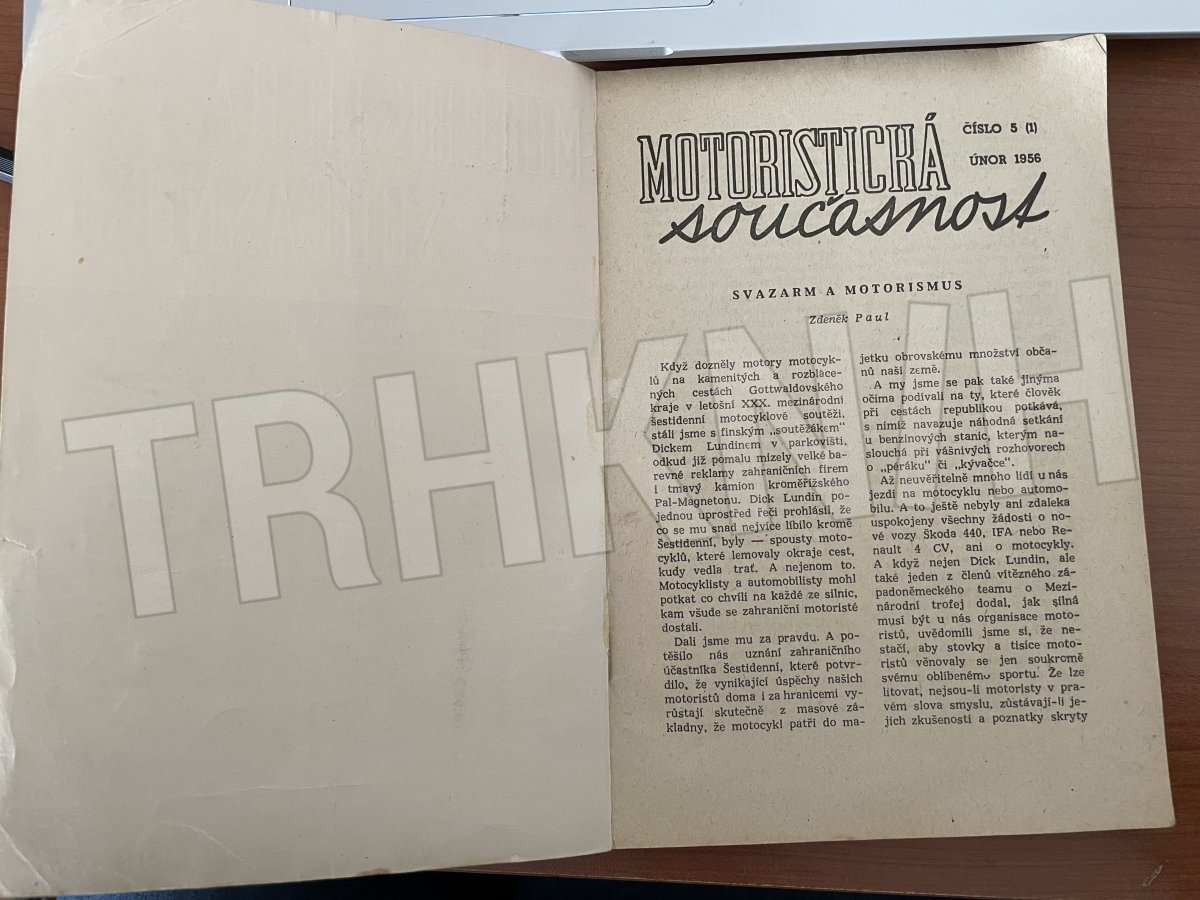 MOTORISTICKÁ
současnost
ČÍSLO 5 (1)
ÚNOR 1956
SVAZARM A MOTORISMUS
Zdeněk Paul
Když dozněly motory motocyk-
lů na kamenitých a rozbláce-
ných cestách Gottwaldovského
kraje v letošní XXX. mezinárodní
šestidenní motocyklové soutěži,
stáli jsme s finským „soutěžákem"
Dickem Lundinem v parkovišti,
odkud již pomalu mizely velké ba-
revné reklamy zahraničních firem
i tmavý kamion kroměřížského
Pal-Magnetonu. Dick Lundin po-
jednou uprostřed řeči prohlásil, že
co se mu snad nejvíce líbilo kromě
Šestidenní, byly — spousty moto-
cyklů, které lemovaly okraje cest,
kudy vedla trať. A nejenom to.
Motocyklisty a automobilisty mohl
potkat co chvíli na každé ze silnic,
kam všude se zahraniční motoristé
dostali.
Dali jsme mu za pravdu. A po-
těšilo nás uznání zahraničního
účastníka Šestidenní, které potvr-
dilo, že vynikající úspěchy našich
motoristů doma i za hranicemi vy-
růstají skutečně z masové zá-
kladny, že motocykl patří do ma-
jetku obrovskému množství obča-
nů naší země.
A my jsme se pak také jinýma
očima podívali na ty, které člověk
při cestách republikou potkává,
s nimiž navazuje náhodná setkání
u benzinových stanic, kterým na-
slouchá při vášnivých rozhovorech
o „péráku" či „kývačce".
Až neuvěřitelně mnoho lidí u nás
jezdí na motocyklu nebo automo-
bilu. A to ještě nebyly ani zdaleka
uspokojeny všechny žádosti o no-
vé vozy Škoda 440, IFA nebo Re-
nault 4 CV, ani o motocykly.
A když nejen Dick Lundin, ale
také jeden z členů vítězného zá-
padoněmeckého teamu o Mezi-
národní trofej dodal, jak silná
musí být u nás organisace moto-
ristů, uvědomili jsme si, že ne-
stačí, aby stovky a tisíce moto-
ristů věnovaly se jen soukromě
svému oblíbenému sportu. Že lze
litovat, nejsou-li motoristy v pra-
vém slova smyslu, zůstávají-li je-
jich zkušenosti a poznatky skryty
TRHKNIH